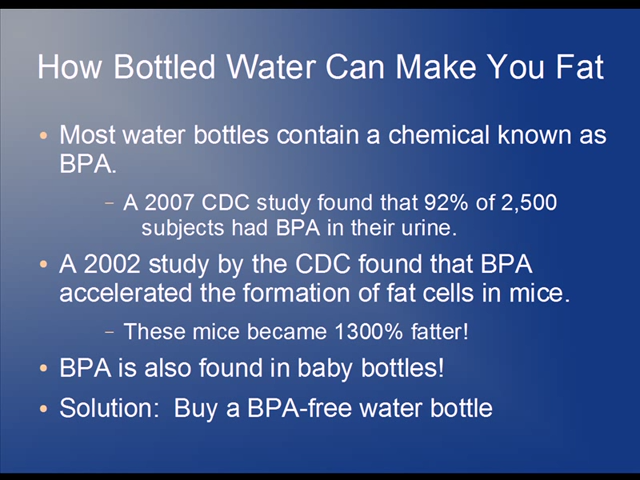 How Bottled Water Can Make You Fat
• Most water bottles contain a chemical known as
BPA.
– A 2007 CDC study found that 92% of 2,500
subjects had BPA in their urine.
• A 2002 study by the CDC found that BPA
accelerated the formation of fat cells in mice.
– These mice became 1300% fatter!
• BPA is also found in baby bottles!
• Solution:  Buy a BPA-free water bottle